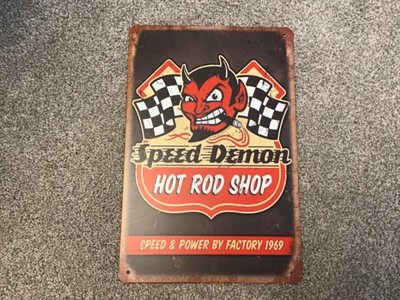 Speed Demon
HOT ROD SHOP
SPEED & POWER BY FACTORY 1969